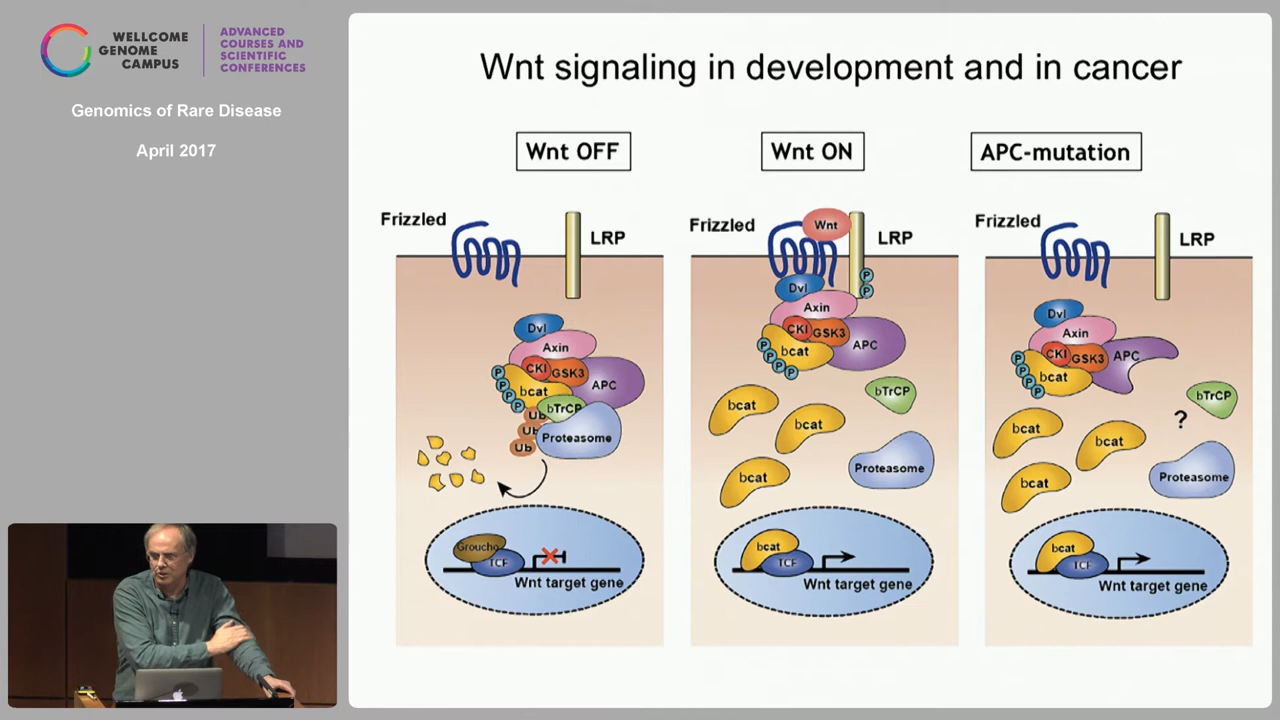 WELLCOME
GENOME
CAMPUS
ADVANCED
COURSES AND
SCIENTIFIC
CONFERENCES
Genomics of Rare Disease
April 2017
Wnt signaling in development and in cancer
Wnt OFF
Frizzled
LRP
Dvl
Axin
CKI
GSK3
APC
P
P
P
P
bcat
bTrCP
Ub
Ub
Ub
Proteasome
Groucho
TCF
Wnt target gene
Wnt ON
Frizzled
Wnt
LRP
P
P
Dvl
Axin
CKI
GSK3
APC
P
P
P
P
bcat
bTrCP
bcat
bcat
bcat
Proteasome
bcat
TCF
Wnt target gene
APC-mutation
Frizzled
LRP
Dvl
Axin
CKI
GSK3
APC
P
P
P
P
bcat
bTrCP
?
bcat
bcat
bcat
Proteasome
bcat
TCF
Wnt target gene